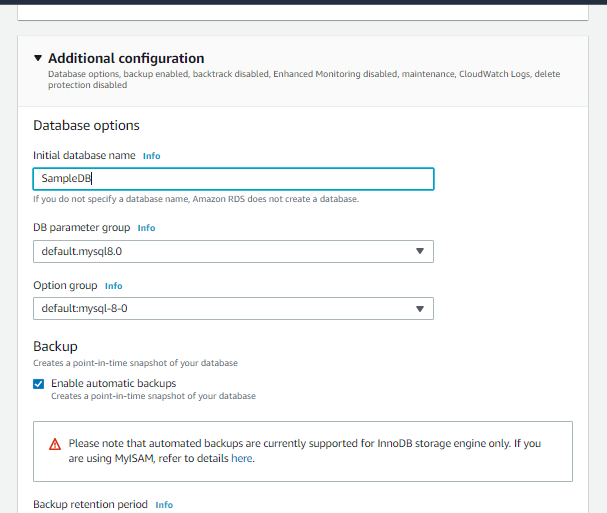 Additional configuration
Database options, backup enabled, backtrack disabled, Enhanced Monitoring disabled, maintenance, CloudWatch Logs, delete
protection disabled
Database options
Initial database name Info
SampleDB
If you do not specify a database name, Amazon RDS does not create a database.
DB parameter group Info
default.mysql8.0
Option group Info
default:mysql-8-0
Backup
Creates a point-in-time snapshot of your database
Enable automatic backups
Creates a point-in-time snapshot of your database
Please note that automated backups are currently supported for InnoDB storage engine only. If you
are using MyISAM, refer to details here.
Backup retention period Info